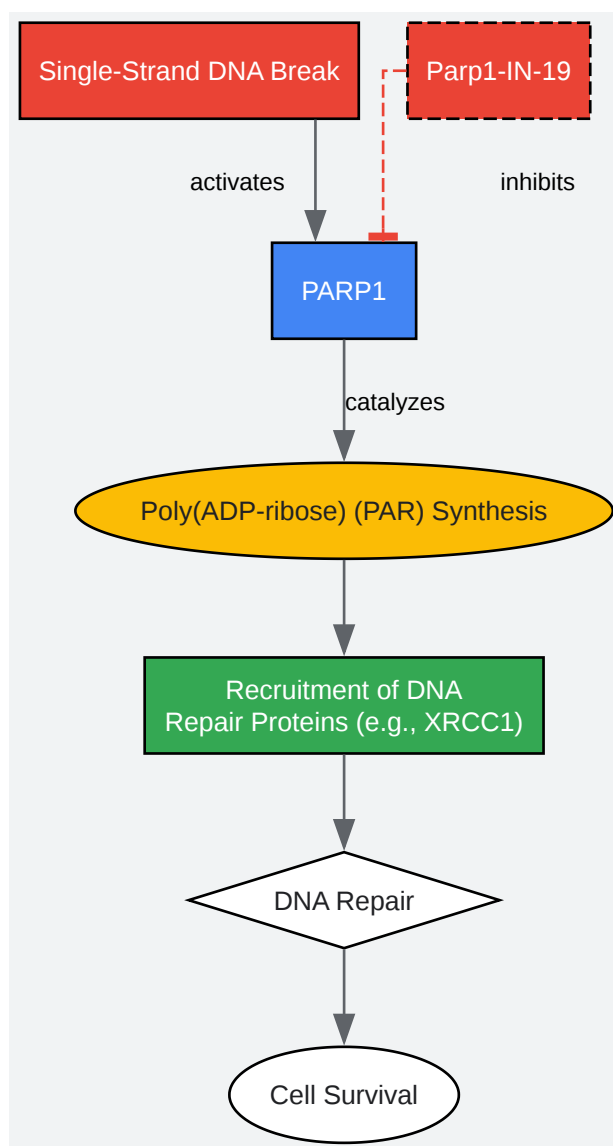 Single-Strand DNA Break
Parp1-IN-19
activates
inhibits
PARP1
catalyzes
Poly(ADP-ribose) (PAR) Synthesis
Recruitment of DNA
Repair Proteins (e.g., XRCC1)
DNA Repair
Cell Survival